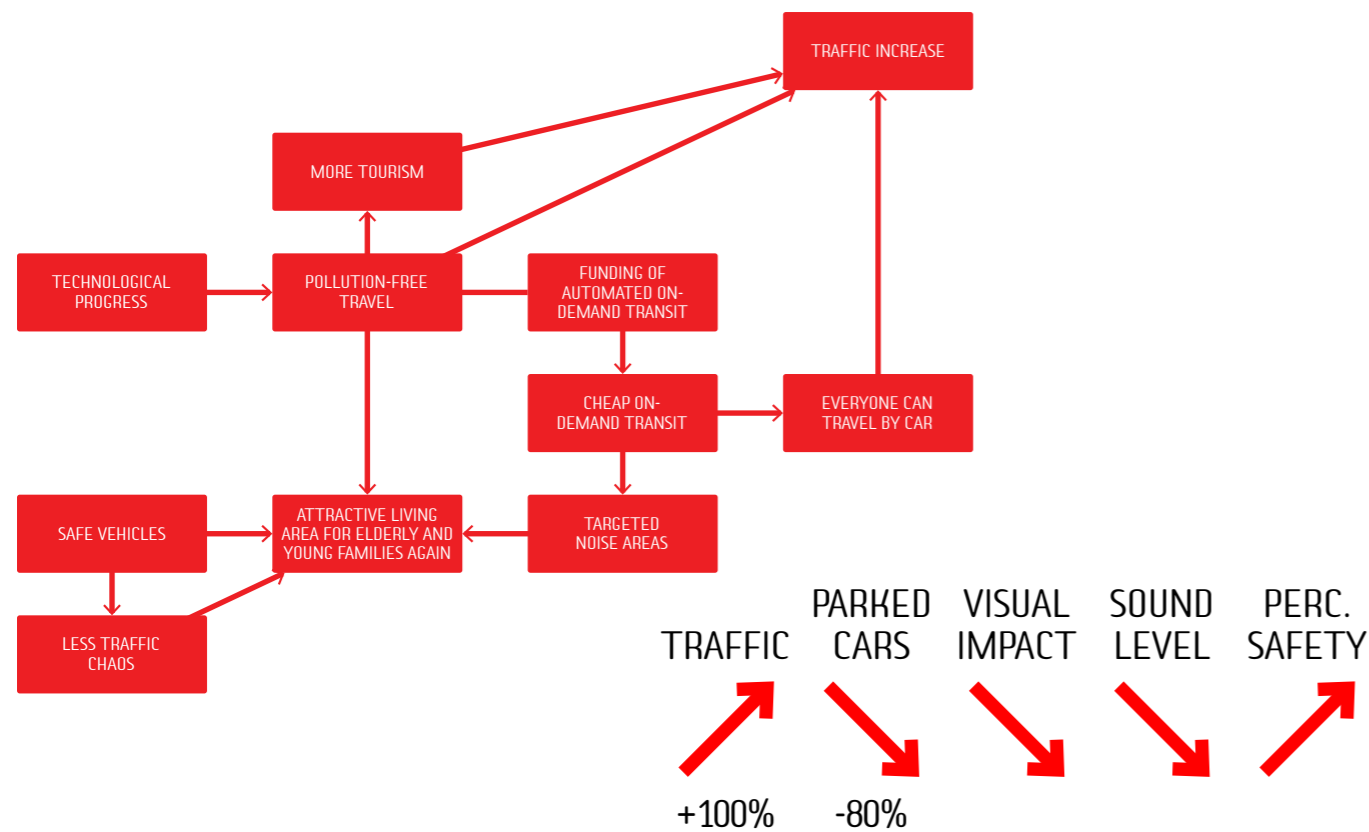 TRAFFIC INCREASE
MORE TOURISM
TECHNOLOGICAL
PROGRESS
POLLUTION-FREE
TRAVEL
FUNDING OF
AUTOMATED ON-
DEMAND TRANSIT
CHEAP ON-
DEMAND TRANSIT
EVERYONE CAN
TRAVEL BY CAR
SAFE VEHICLES
ATTRACTIVE LIVING
AREA FOR ELDERLY AND
YOUNG FAMILIES AGAIN
TARGETED
NOISE AREAS
LESS TRAFFIC
CHAOS
TRAFFIC
PARKED
CARS
VISUAL
IMPACT
SOUND
LEVEL
PERC.
SAFETY
+100%
-80%